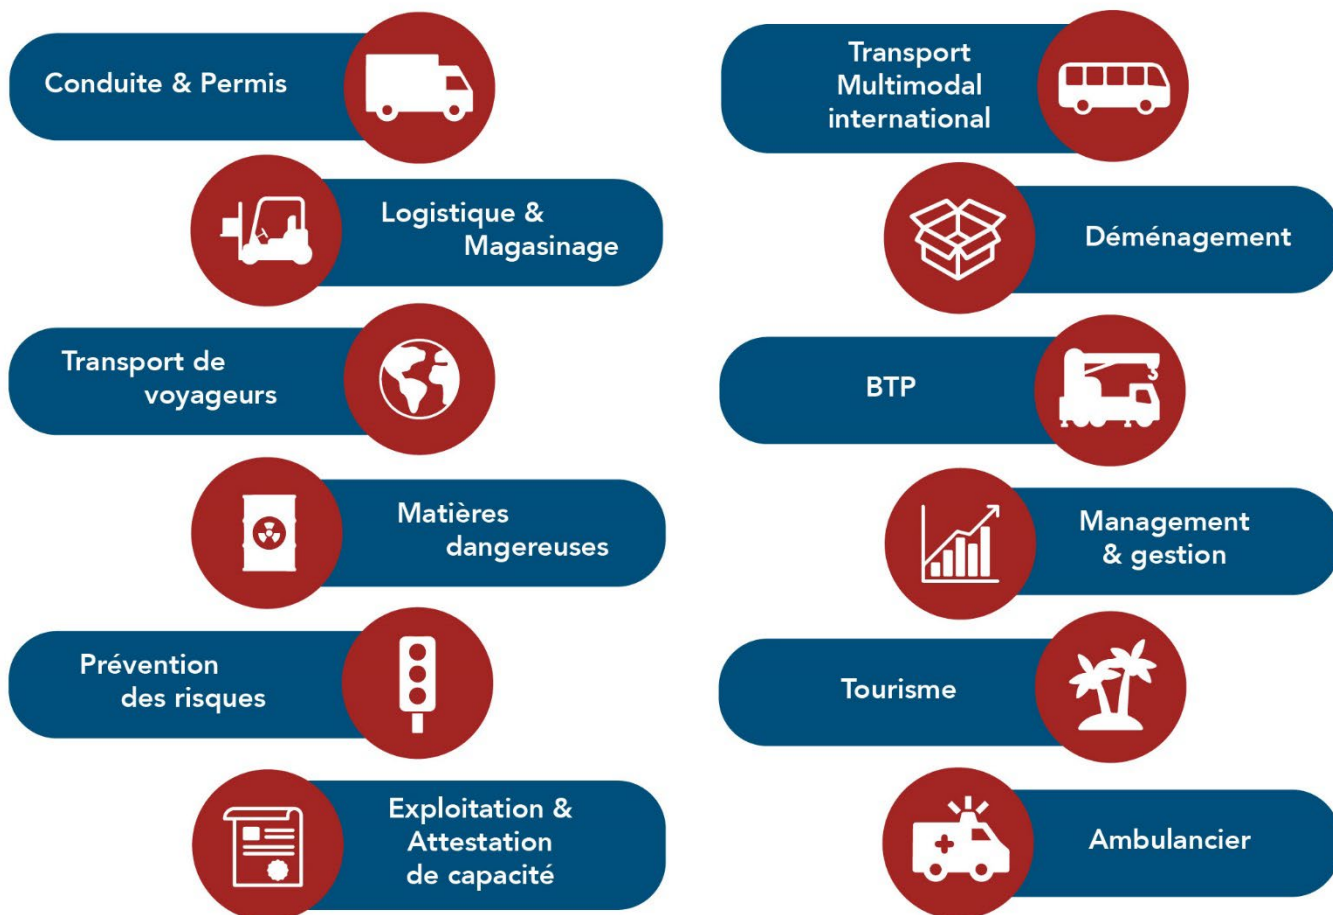 Conduite & Permis
Logistique &
Magasinage
Transport de
voyageurs
Matières
dangereuses
Prévention
des risques
Exploitation &
Attestation
de capacité
Transport
Multimodal
international
Déménagement
BTP
Management
& gestion
Tourisme
Ambulancier